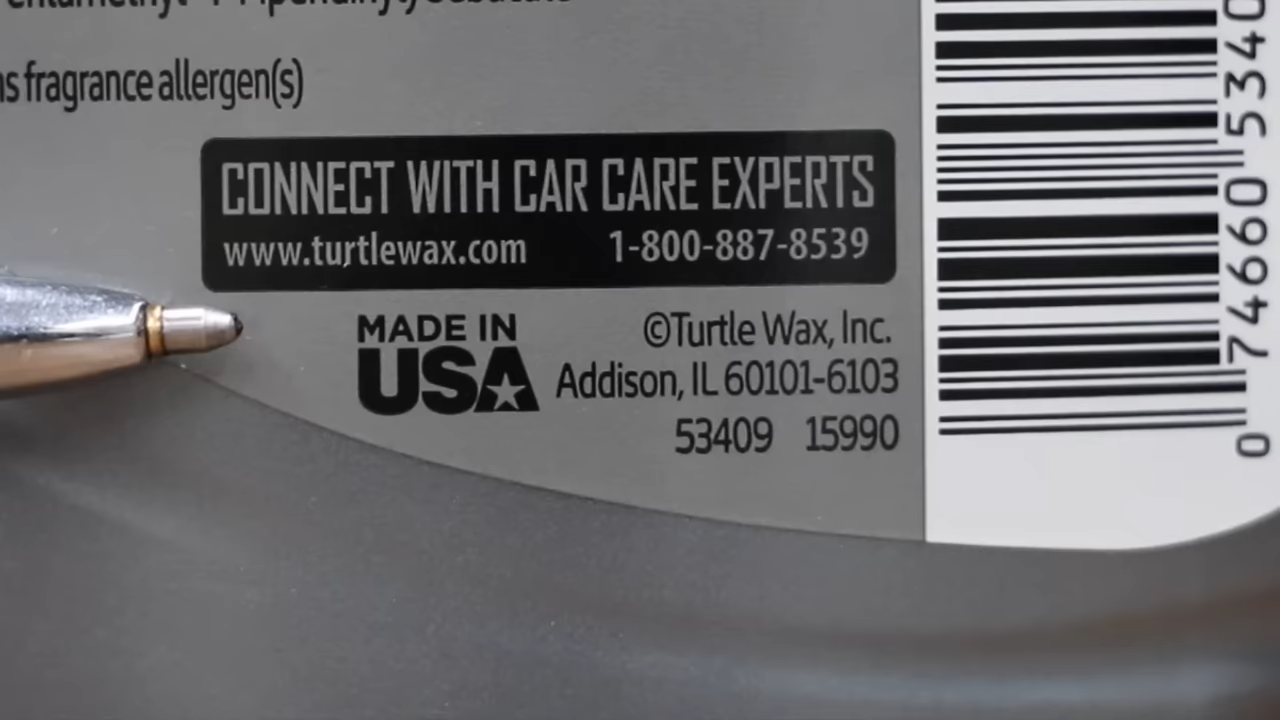 ns fragrance allergen(s)
CONNECT WITH CAR CARE EXPERTS
www.turtlewax.com 1-800-887-8539
MADE IN
USA
©Turtle Wax, Inc.
Addison, IL 60101-6103
53409 15990
0 74660 5340